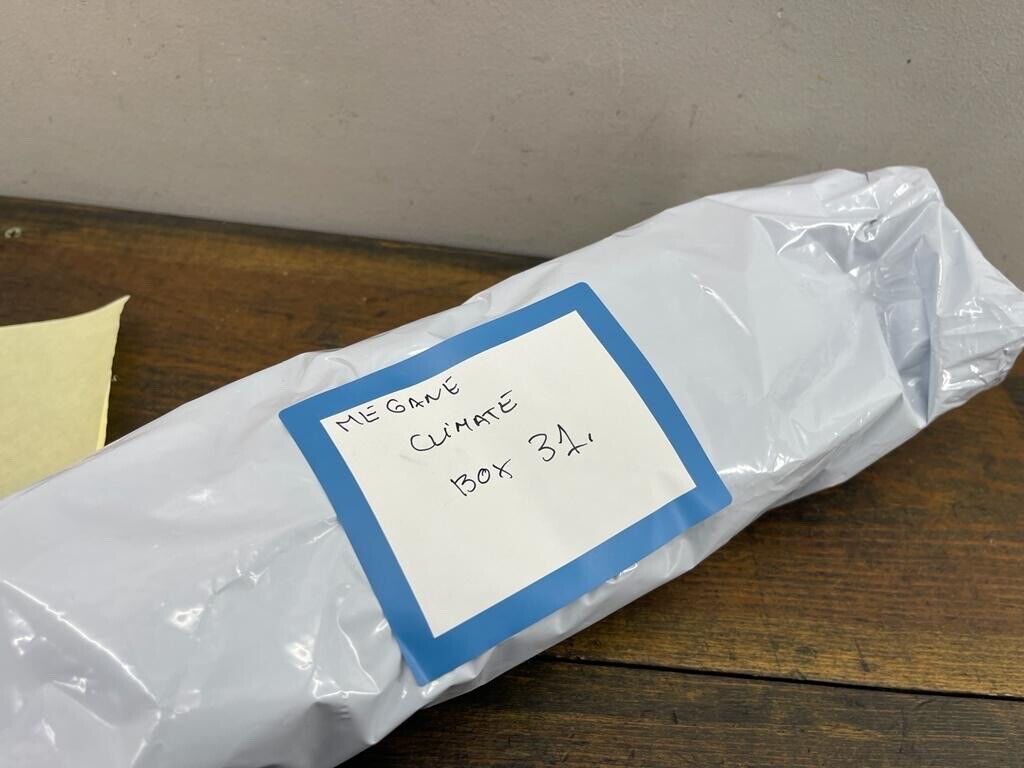 MEGANE
CLiMATE
BOX 31.